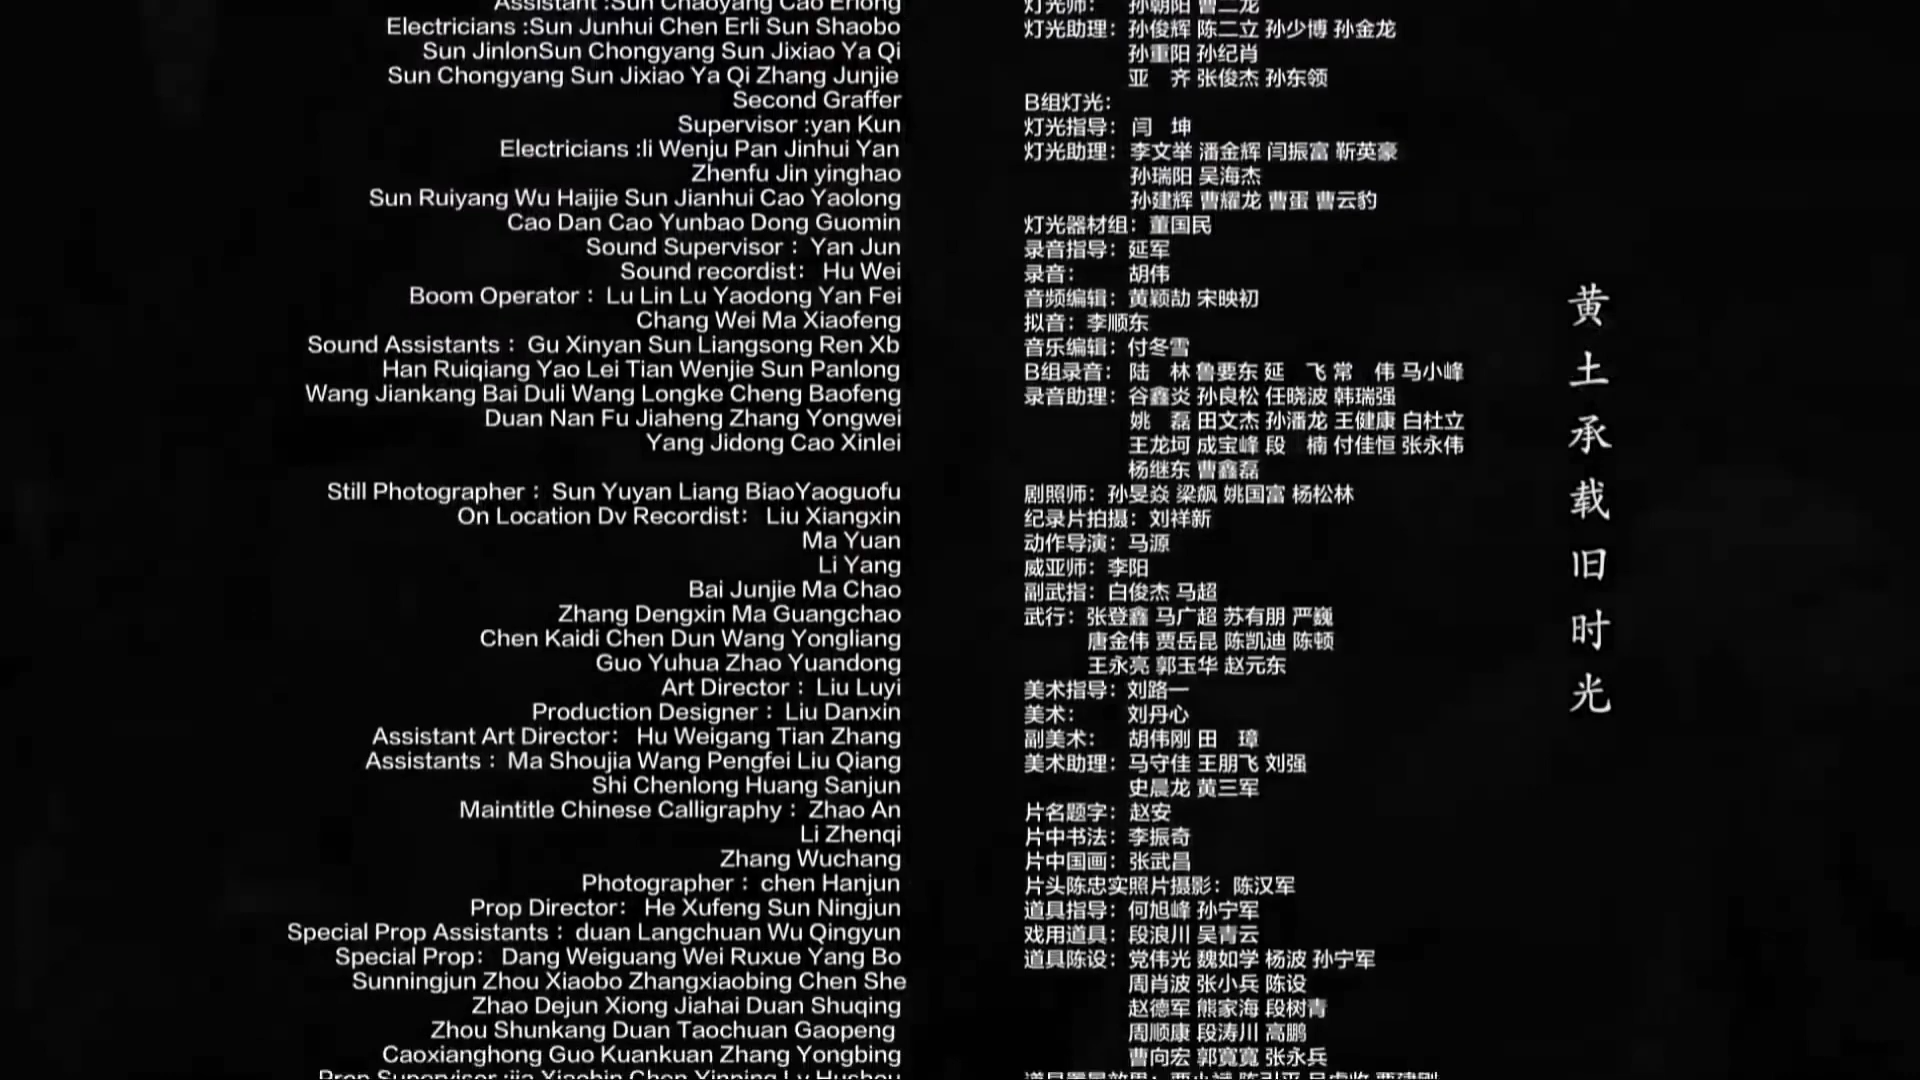 Assistant :Sun Chaoyang Cao Erlong
Electricians :Sun Junhui Chen Erli Sun Shaobo
Sun JinlonSun Chongyang Sun Jixiao Ya Qi
Sun Chongyang Sun Jixiao Ya Qi Zhang Junjie
Second Graffer
Supervisor :yan Kun
Electricians :li Wenju Pan Jinhui Yan
Zhenfu Jin yinghao
Sun Ruiyang Wu Haijie Sun Jianhui Cao Yaolong
Cao Dan Cao Yunbao Dong Guomin
Sound Supervisor： Yan Jun
Sound recordist: Hu Wei
Boom Operator： Lu Lin Lu Yaodong Yan Fei
Chang Wei Ma Xiaofeng
Sound Assistants： Gu Xinyan Sun Liangsong Ren Xb
Han Ruiqiang Yao Lei Tian Wenjie Sun Panlong
Wang Jiankang Bai Duli Wang Longke Cheng Baofeng
Duan Nan Fu Jiaheng Zhang Yongwei
Yang Jidong Cao Xinlei
Still Photographer： Sun Yuyan Liang BiaoYaoguofu
On Location Dv Recordist: Liu Xiangxin
Ma Yuan
Li Yang
Bai Junjie Ma Chao
Zhang Dengxin Ma Guangchao
Chen Kaidi Chen Dun Wang Yongliang
Guo Yuhua Zhao Yuandong
Art Director： Liu Luyi
Production Designer： Liu Danxin
Assistant Art Director: Hu Weigang Tian Zhang
Assistants： Ma Shoujia Wang Pengfei Liu Qiang
Shi Chenlong Huang Sanjun
Maintitle Chinese Calligraphy： Zhao An
Li Zhenqi
Zhang Wuchang
Photographer： chen Hanjun
Prop Director: He Xufeng Sun Ningjun
Special Prop Assistants： duan Langchuan Wu Qingyun
Special Prop: Dang Weiguang Wei Ruxue Yang Bo
Sunningjun Zhou Xiaobo Zhangxiaobing Chen She
Zhao Dejun Xiong Jiahai Duan Shuqing
Zhou Shunkang Duan Taochuan Gaopeng
Caoxianghong Guo Kuankuan Zhang Yongbing
灯光师: 孙朝阳 曹二龙
灯光助理: 孙俊辉 陈二立 孙少博 孙金龙
孙重阳 孙纪肖
亚 齐 张俊杰 孙东领
B组灯光:
灯光指导: 闫 坤
灯光助理: 李文举 潘金辉 闫振富 靳英豪
孙瑞阳 吴海杰
孙建辉 曹耀龙 曹蛋 曹云豹
灯光器材组: 董国民
录音指导: 延军
录音: 胡伟
音频编辑: 黄颖劼 宋映初
拟音: 李顺东
音乐编辑: 付冬雪
B组录音: 陆 林 鲁要东 延 飞 常 伟 马小峰
录音助理: 谷鑫炎 孙良松 任晓波 韩瑞强
姚 磊 田文杰 孙潘龙 王健康 白杜立
王龙坷 成宝峰 段 楠 付佳恒 张永伟
杨继东 曹鑫磊
剧照师: 孙旻焱 梁飙 姚国富 杨松林
纪录片拍摄: 刘祥新
动作导演: 马源
威亚师: 李阳
副武指: 白俊杰 马超
武行: 张登鑫 马广超 苏有朋 严巍
唐金伟 贾岳昆 陈凯迪 陈顿
王永亮 郭玉华 赵元东
美术指导: 刘路一
美术: 刘丹心
副美术: 胡伟刚 田 璋
美术助理: 马守佳 王朋飞 刘强
史晨龙 黄三军
片名题字: 赵安
片中书法: 李振奇
片中国画: 张武昌
片头陈忠实照片摄影: 陈汉军
道具指导: 何旭峰 孙宁军
戏用道具: 段浪川 吴青云
道具陈设: 党伟光 魏如学 杨波 孙宁军
周肖波 张小兵 陈设
赵德军 熊家海 段树青
周顺康 段涛川 高鹏
曹向宏 郭寬寬 张永兵
黄土承载旧时光